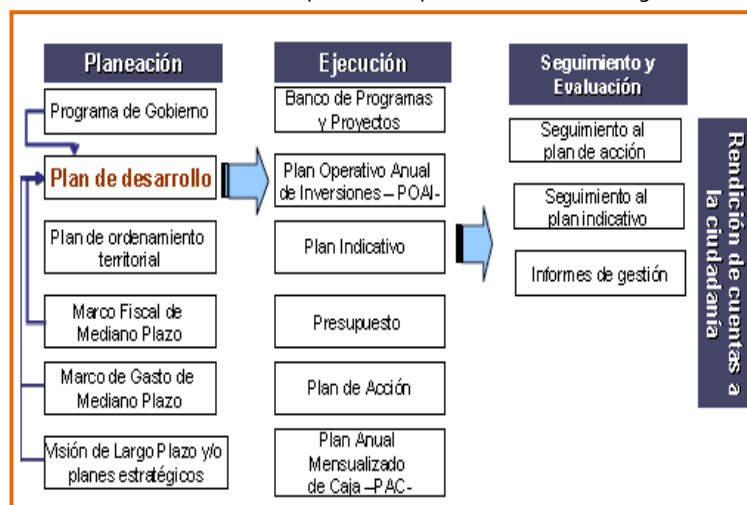 Planeación
Programa de Gobierno
Plan de desarrollo
Plan de ordenamiento
territorial
Marco Fiscal de
Mediano Plazo
Marco de Gasto de
Mediano Plazo
Visión de Largo Plazo y/o
planes estratégicos
Ejecución
Banco de Programas
y Proyectos
Plan Operativo Anual
de Inversiones – POAI-
Plan Indicativo
Presupuesto
Plan de Acción
Plan Anual
Mensualizado
de Caja –PAC-
Seguimiento y
Evaluación
Seguimiento al
plan de acción
Seguimiento al
plan indicativo
Informes de gestión
Rendición de cuentas a
la ciudadanía